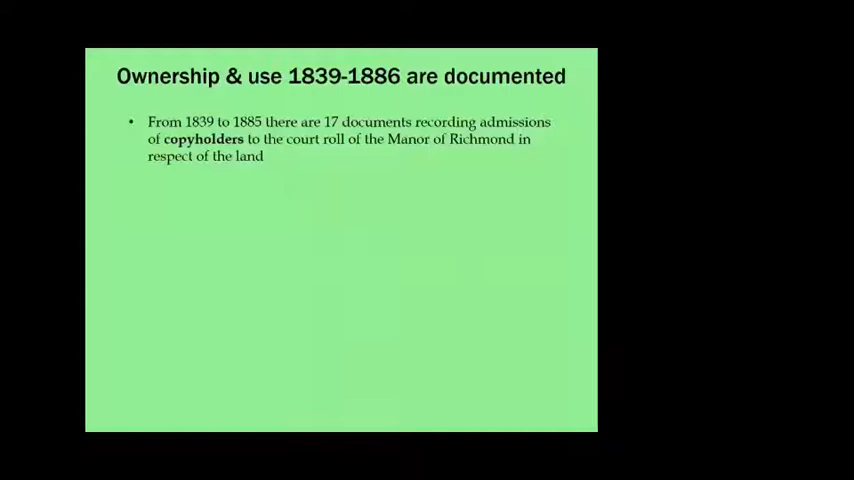 Ownership & use 1839-1886 are documented
• From 1839 to 1885 there are 17 documents recording admissions
of copyholders to the court roll of the Manor of Richmond in
respect of the land